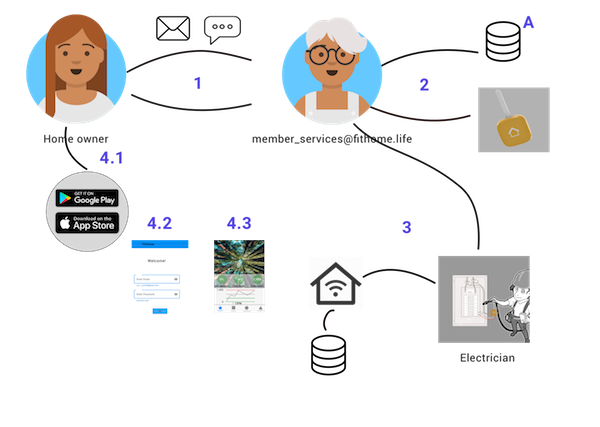 A
1
2
Home owner
member_services@fithome.life
4.1
GET IT ON
Google Play
Download on the
App Store
4.2
4.3
3
Welcome!
Electrician